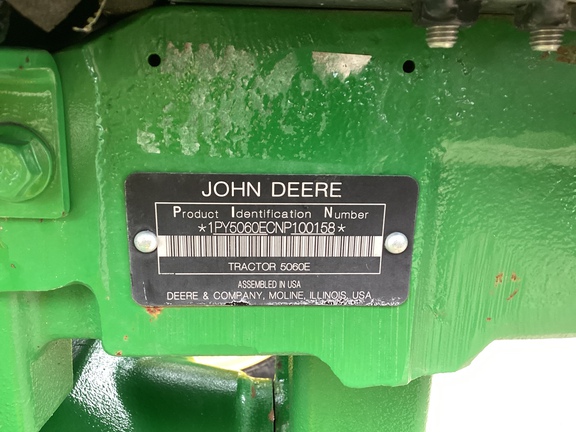 JOHN DEERE
Product Identification Number
*1PY5060ECNP100158*
TRACTOR 5060E
ASSEMBLED IN USA
DEERE & COMPANY, MOLINE, ILLINOIS, USA